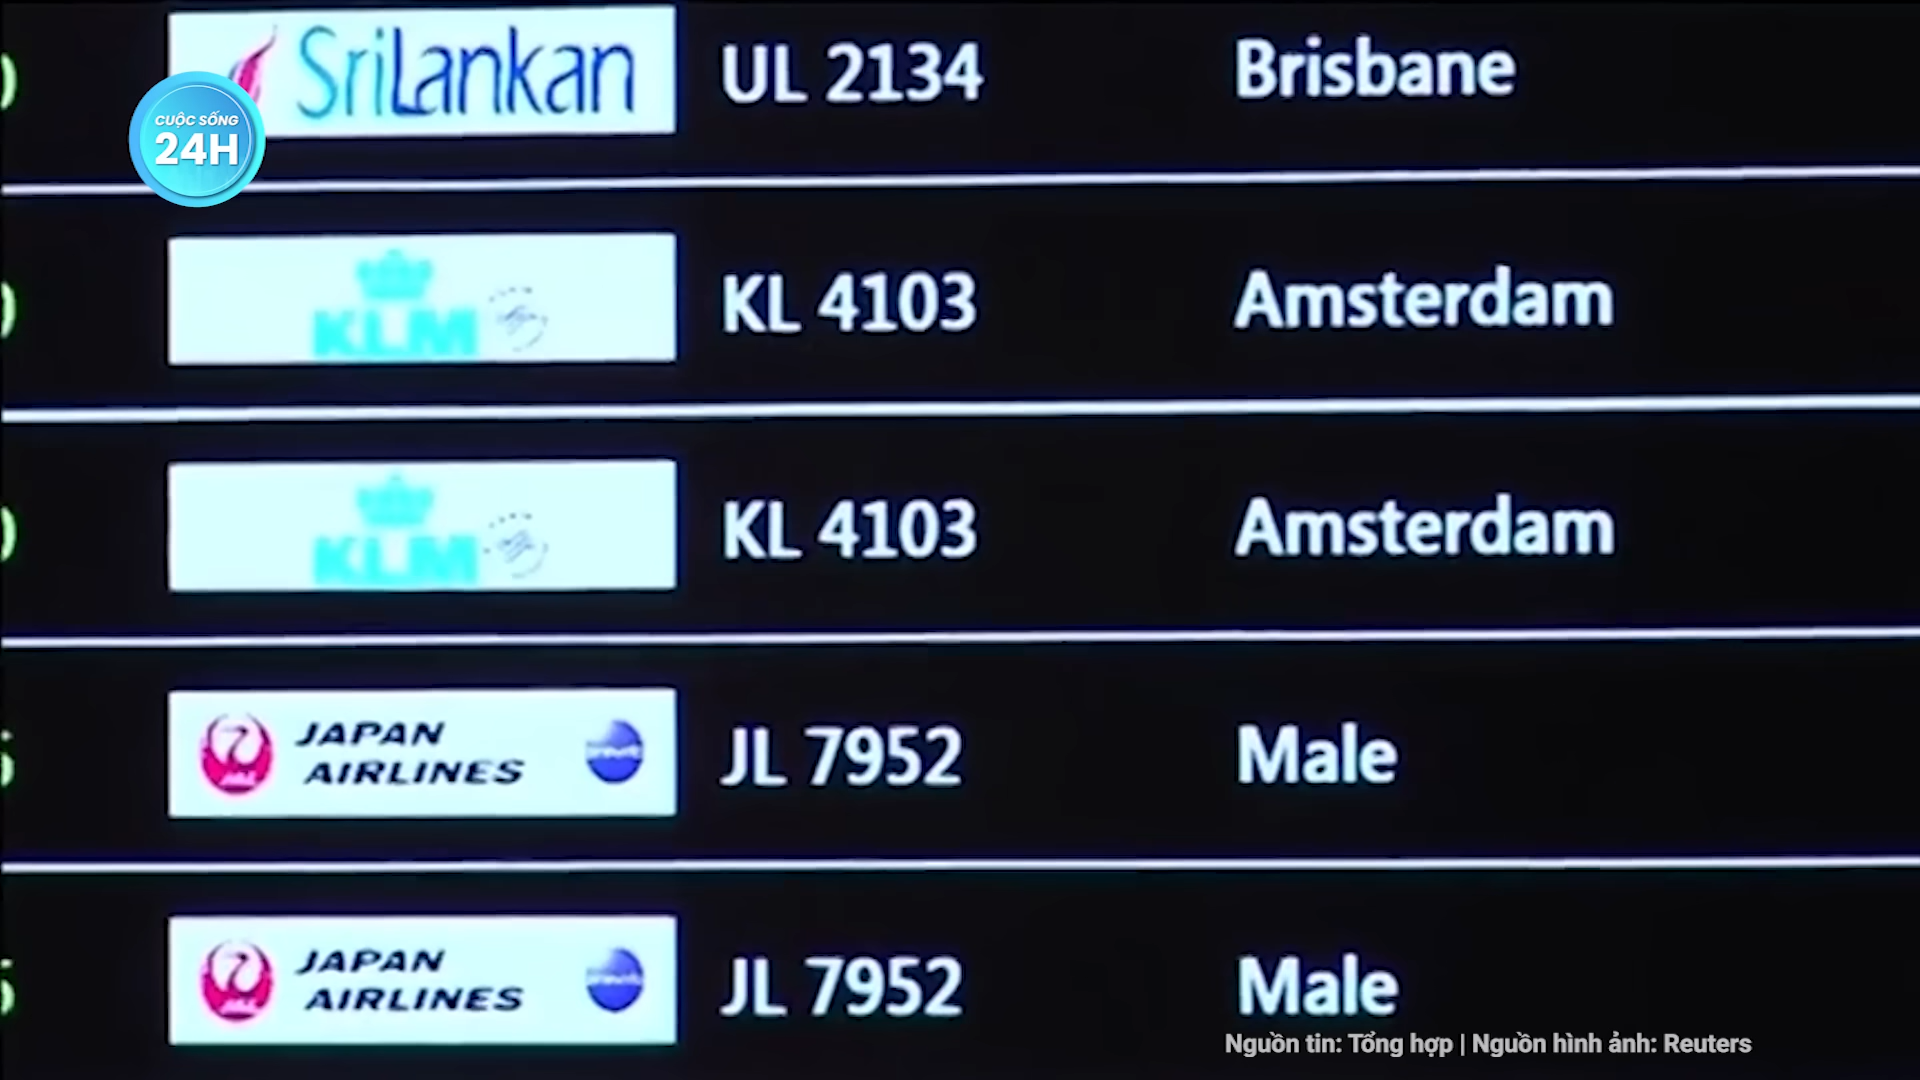 SriLankan UL 2134 Brisbane
CUỘC SỐNG
24H
KLM KL 4103 Amsterdam
KLM KL 4103 Amsterdam
JAPAN
AIRLINES JL 7952 Male
JAPAN
AIRLINES JL 7952 Male
Nguồn tin: Tổng hợp | Nguồn hình ảnh: Reuters